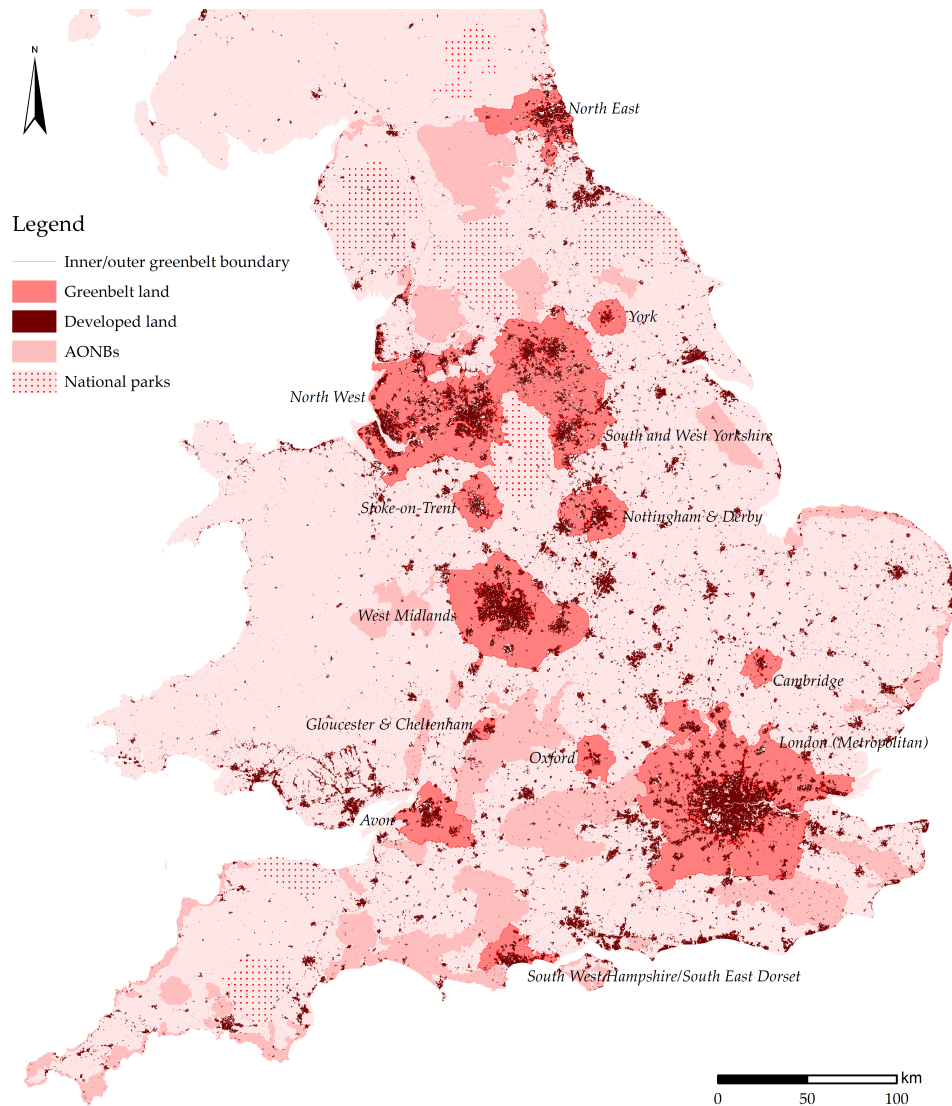 N
North East
Legend
Inner/outer greenbelt boundary
Greenbelt land
Developed land
AONBs
National parks
York
North West
South and West Yorkshire
Stoke-on-Trent
Nottingham & Derby
West Midlands
Cambridge
Gloucester & Cheltenham
London (Metropolitan)
Oxford
Avon
South West/Hampshire/South East Dorset
km
0 50 100